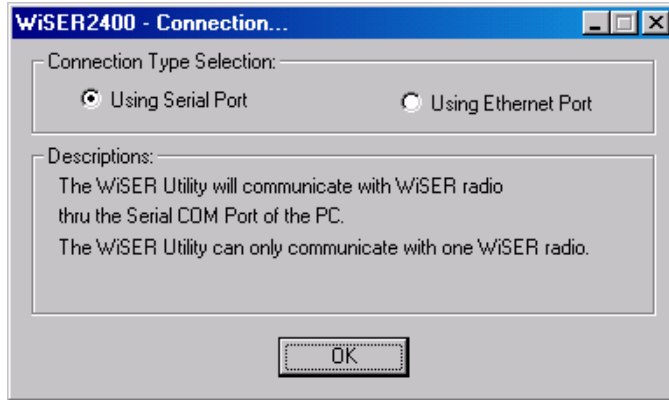 WiSER2400 - Connection...
Connection Type Selection:
Using Serial Port Using Ethernet Port
Descriptions:
The WiSER Utility will communicate with WiSER radio
thru the Serial COM Port of the PC.
The WiSER Utility can only communicate with one WiSER radio.
OK